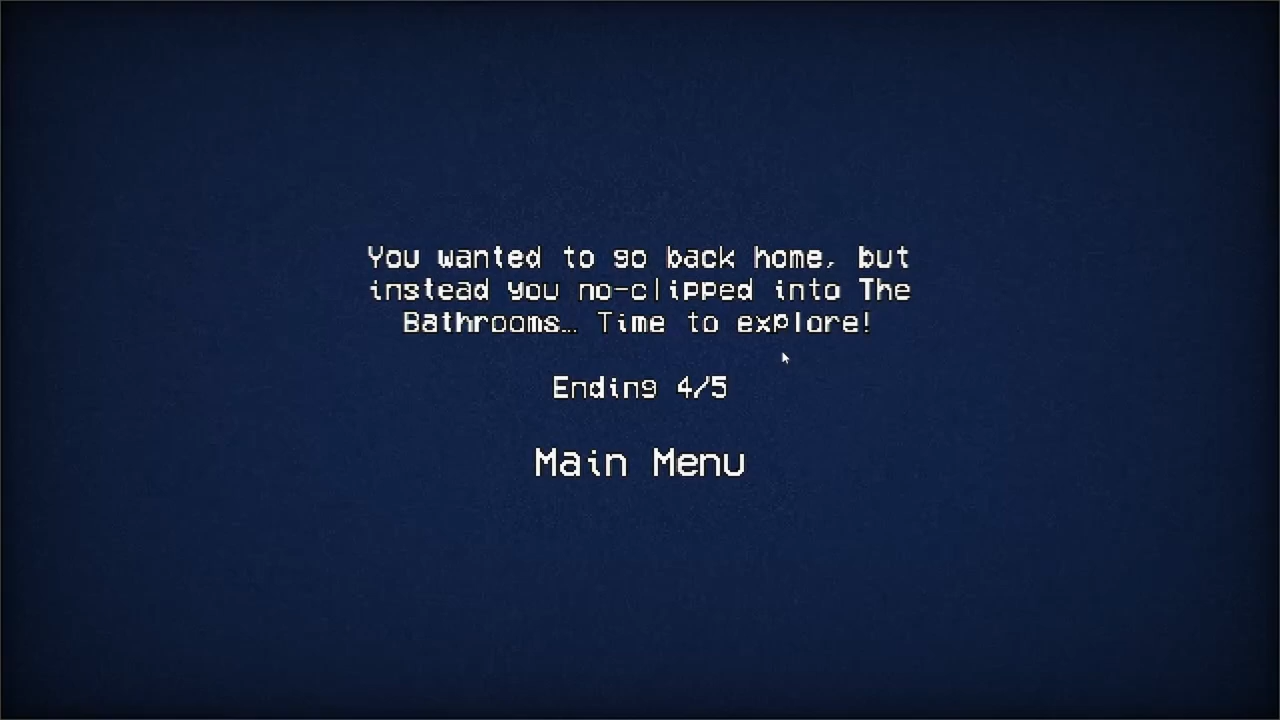 You wanted to go back home, but
instead you no-clipped into The
Bathrooms… Time to explore!
Ending 4/5
Main Menu